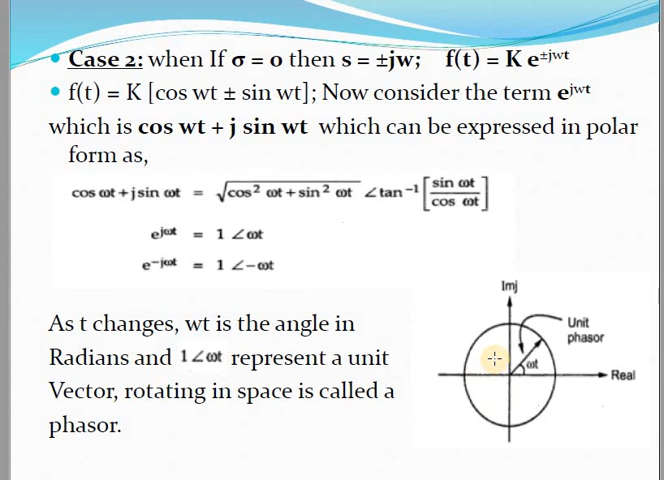 • Case 2: when If σ = 0 then s = ±jw; f(t) = K e^±jwt
• f(t) = K [cos wt ± sin wt]; Now consider the term e^jwt
which is cos wt + j sin wt which can be expressed in polar
form as,
cos ωt + j sin ωt = √cos² ωt + sin² ωt ∠tan⁻¹ [sin ωt / cos ωt]
e^jωt = 1 ∠ωt
e^−jωt = 1 ∠−ωt
As t changes, wt is the angle in
Radians and 1∠ωt represent a unit
Vector, rotating in space is called a
phasor.
Imj
Unit
phasor
ωt
Real